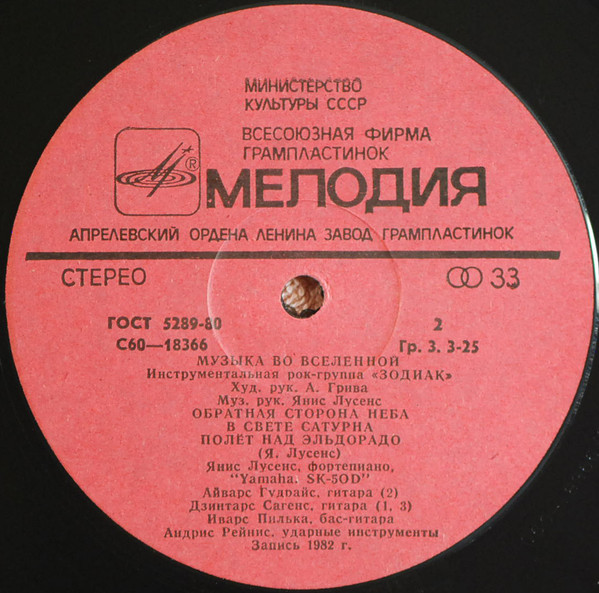 МИНИСТЕРСТВО
КУЛЬТУРЫ СССР
ВСЕСОЮЗНАЯ ФИРМА
ГРАМПЛАСТИНОК
®
МЕЛОДИЯ
АПРЕЛЕВСКИЙ ОРДЕНА ЛЕНИНА ЗАВОД ГРАМПЛАСТИНОК
СТЕРЕО 33
ГОСТ 5289-80 2
С60—18366 Гр. 3. 3-25
МУЗЫКА ВО ВСЕЛЕННОЙ
Инструментальная рок-группа «ЗОДИАК»
Худ. рук. А. Грива
Муз. рук. Янис Лусенс
ОБРАТНАЯ СТОРОНА НЕБА
В СВЕТЕ САТУРНА
ПОЛЁТ НАД ЭЛЬДОРАДО
(Я. Лусенс)
Янис Лусенс, фортепиано,
"Yamaha. SK-5OD"
Айварс Гудрайс, гитара (2)
Дзинтарс Сагенс, гитара (1, 3)
Иварс Пилька, бас-гитара
Андрис Рейнис, ударные инструменты
Запись 1982 г.